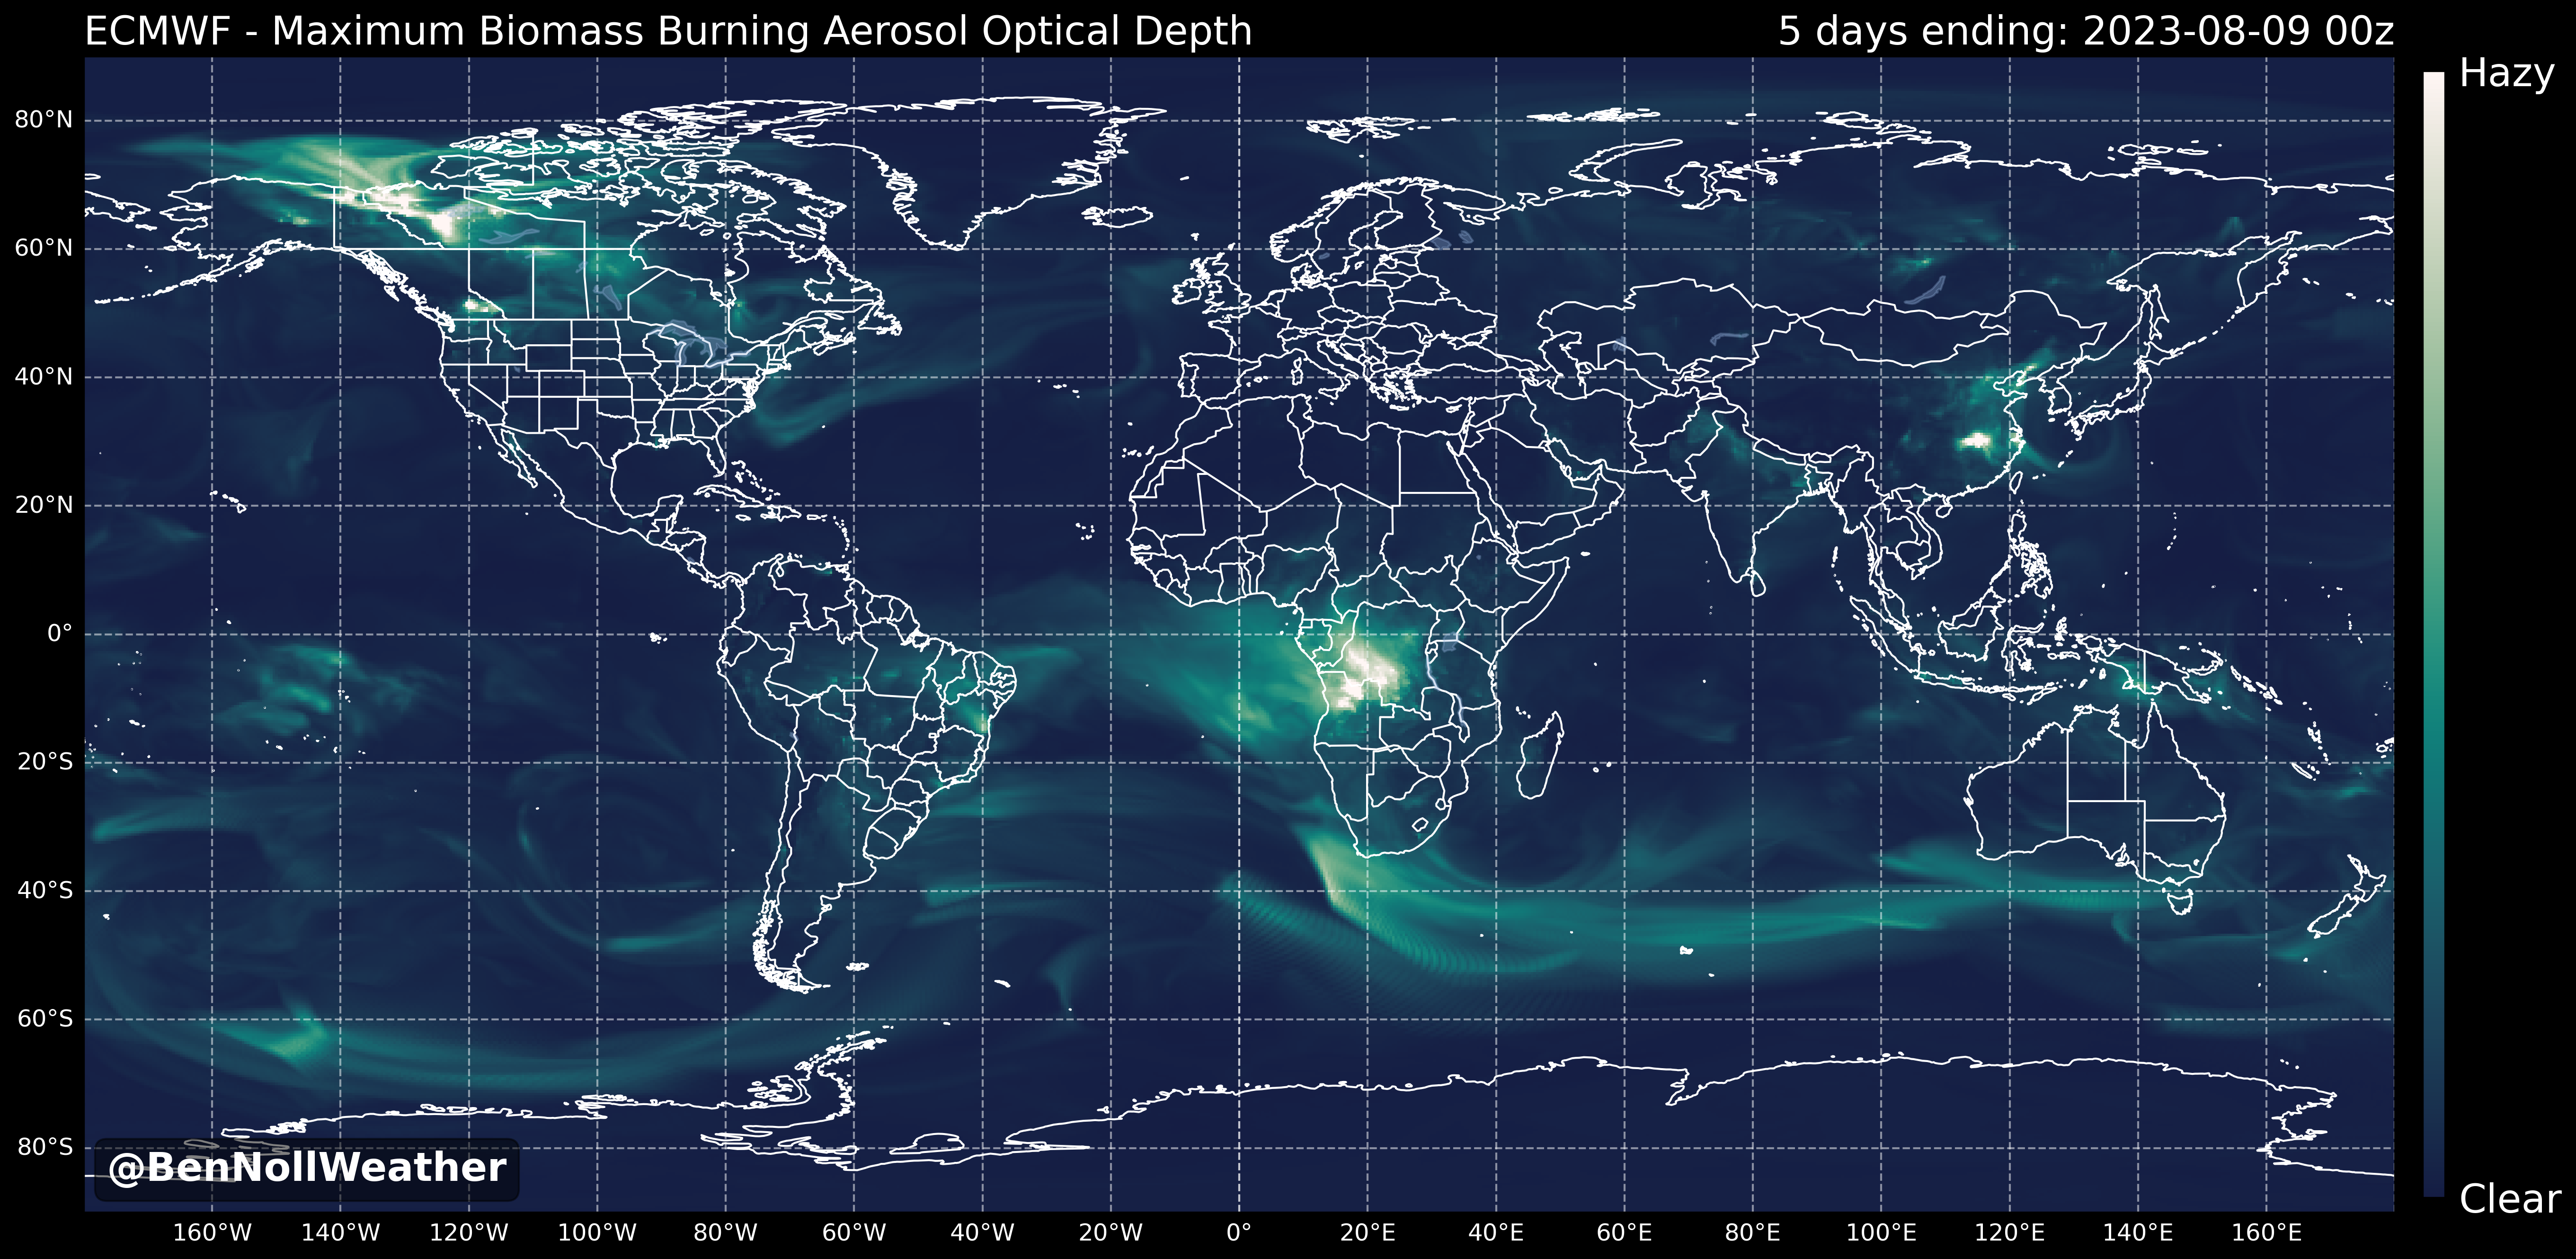 ECMWF - Maximum Biomass Burning Aerosol Optical Depth
5 days ending: 2023-08-09 00z
Hazy
80°N
60°N
40°N
20°N
0°
20°S
40°S
60°S
80°S
@BenNollWeather
Clear
160°W 140°W 120°W 100°W 80°W 60°W 40°W 20°W 0° 20°E 40°E 60°E 80°E 100°E 120°E 140°E 160°E